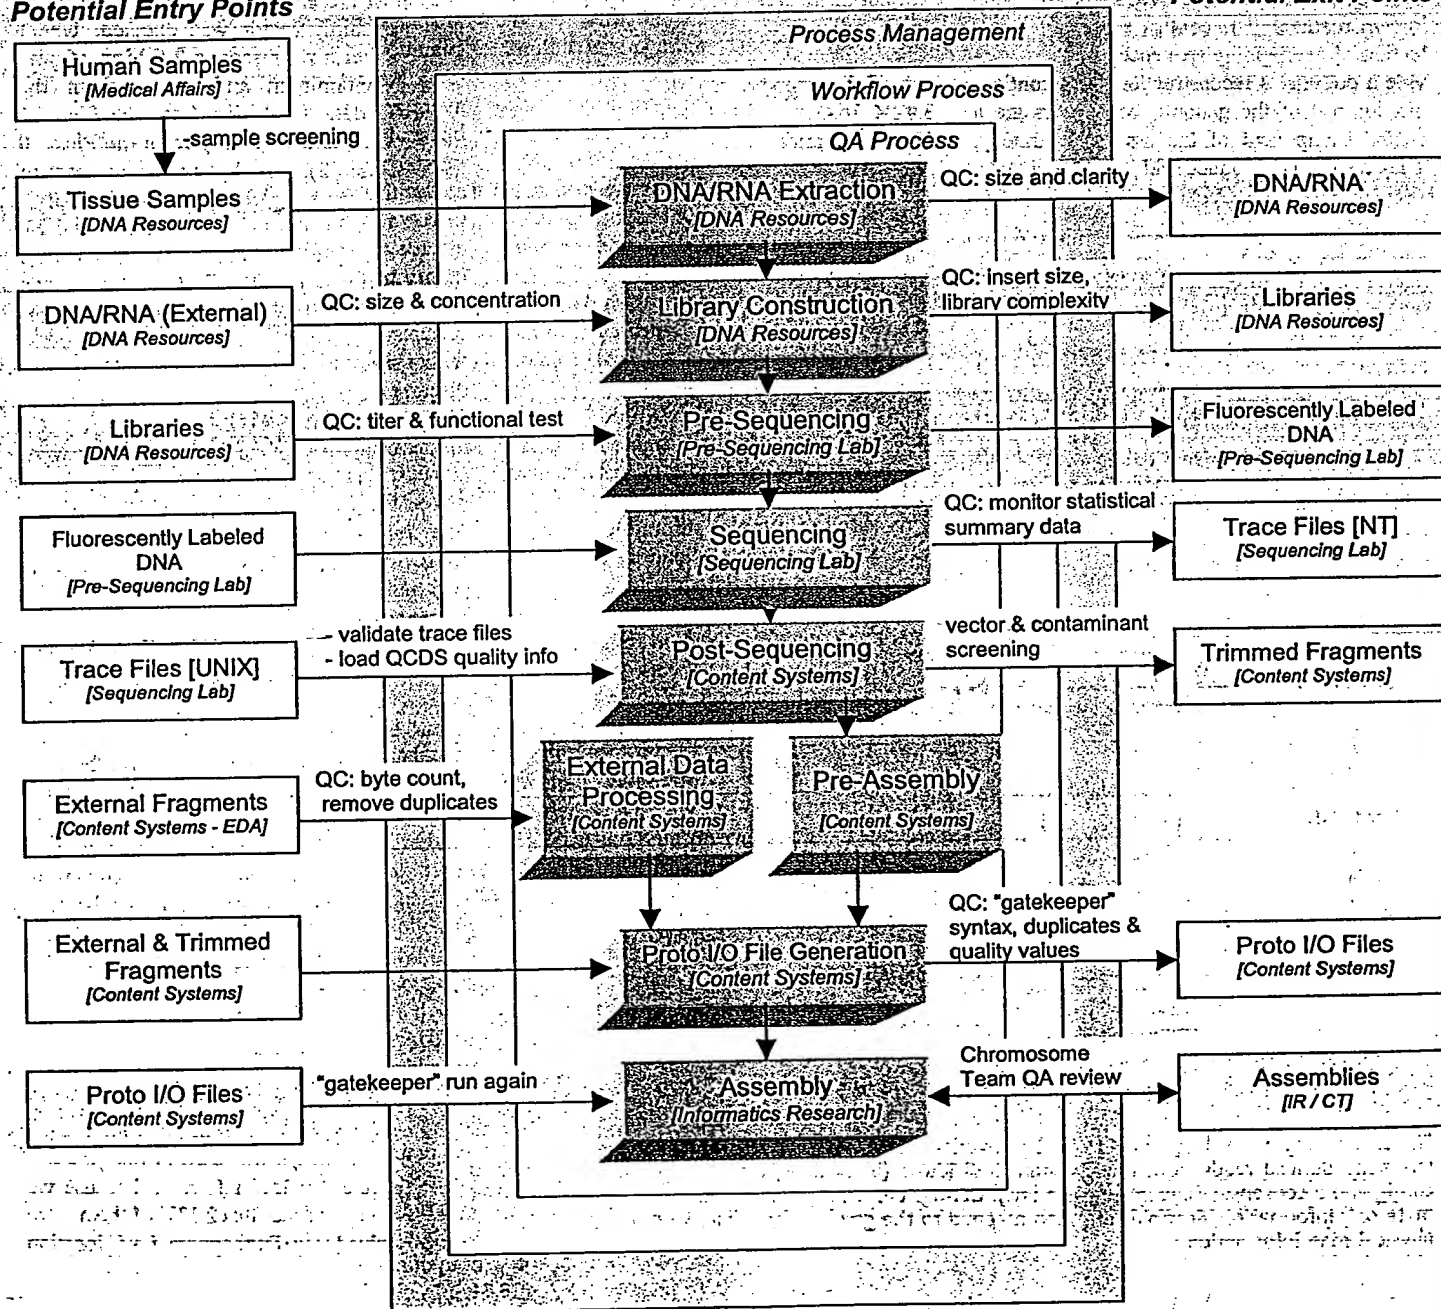 Potential Entry Points
Potential Exit Points
Process Management
Workflow Process
QA Process
Human Samples
[Medical Affairs]
-sample screening
Tissue Samples
[DNA Resources]
DNA/RNA Extraction
[DNA Resources]
QC: size and clarity
DNA/RNA
[DNA Resources]
DNA/RNA (External)
[DNA Resources]
QC: size & concentration
Library Construction
[DNA Resources]
QC: insert size,
library complexity
Libraries
[DNA Resources]
Libraries
[DNA Resources]
QC: titer & functional test
Pre-Sequencing
[Pre-Sequencing Lab]
Fluorescently Labeled
DNA
[Pre-Sequencing Lab]
Fluorescently Labeled
DNA
[Pre-Sequencing Lab]
Sequencing
[Sequencing Lab]
QC: monitor statistical
summary data
Trace Files [NT]
[Sequencing Lab]
Trace Files [UNIX]
[Sequencing Lab]
- validate trace files
- load QCDS quality info
Post-Sequencing
[Content Systems]
vector & contaminant
screening
Trimmed Fragments
[Content Systems]
External Fragments
[Content Systems - EDA]
QC: byte count,
remove duplicates
External Data
Processing
[Content Systems]
Pre-Assembly
[Content Systems]
External & Trimmed
Fragments
[Content Systems]
Proto I/O File Generation
[Content Systems]
QC: "gatekeeper"
syntax, duplicates &
quality values
Proto I/O Files
[Content Systems]
Proto I/O Files
[Content Systems]
"gatekeeper" run again
Assembly
[Informatics Research]
Chromosome
Team QA review
Assemblies
[IR / CT]